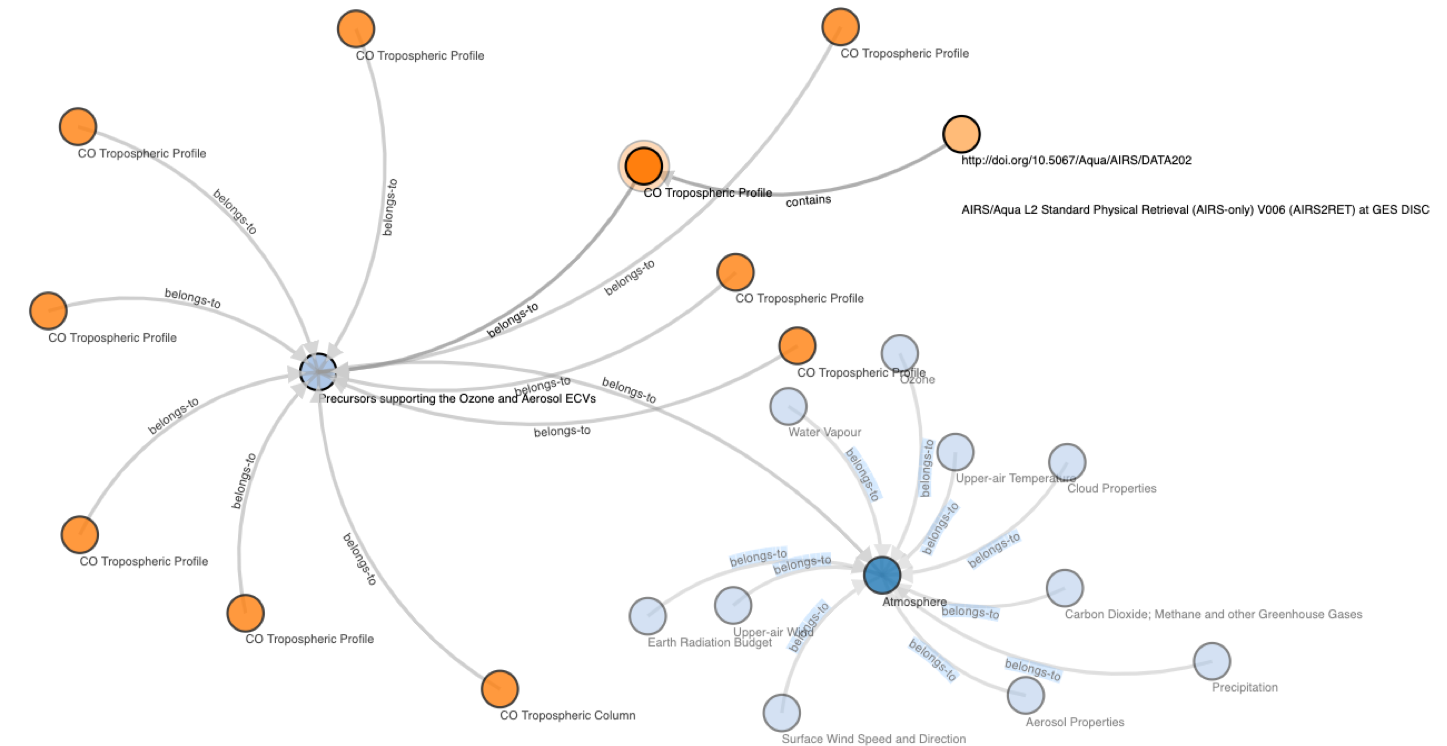 CO Tropospheric Profile
CO Tropospheric Profile
CO Tropospheric Profile
http://doi.org/10.5067/Aqua/AIRS/DATA202
CO Tropospheric Profile
contains
AIRS/Aqua L2 Standard Physical Retrieval (AIRS-only) V006 (AIRS2RET) at GES DISC
belongs-to
belongs-to
belongs-to
CO Tropospheric Profile
belongs-to
belongs-to
CO Tropospheric Profile
CO Tropospheric Profile
Ozone
belongs-to
belongs-to
Precursors supporting the Ozone and Aerosol ECVs
belongs-to
belongs-to
Water Vapour
belongs-to
belongs-to
belongs-to
Upper-air Temperature
Cloud Properties
belongs-to
belongs-to
belongs-to
CO Tropospheric Profile
belongs-to
belongs-to
belongs-to
Atmosphere
belongs-to
Carbon Dioxide; Methane and other Greenhouse Gases
CO Tropospheric Profile
Earth Radiation Budget
Upper-air Wind
belongs-to
belongs-to
belongs-to
Precipitation
CO Tropospheric Column
Aerosol Properties
Surface Wind Speed and Direction